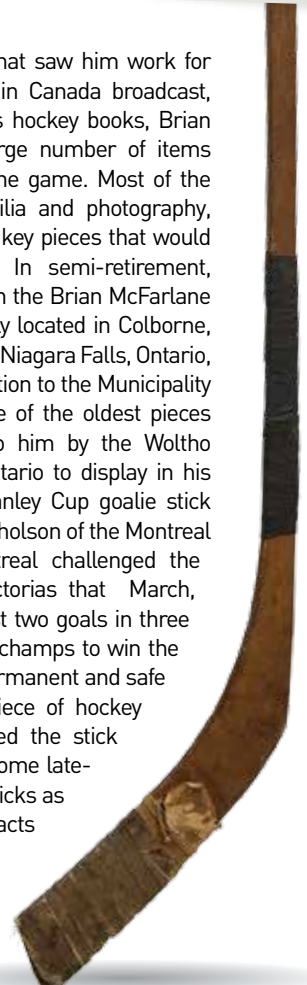 hat saw him work for
in Canada broadcast,
s hockey books, Brian
rge number of items
ne game. Most of the
ilia and photography,
key pieces that would
In semi-retirement,
n the Brian McFarlane
ly located in Colborne,
Niagara Falls, Ontario,
tion to the Municipality
e of the oldest pieces
o him by the Woltho
tario to display in his
anley Cup goalie stick
holson of the Montreal
treal challenged the
ctorias that March,
t two goals in three
champs to win the
rmanent and safe
iece of hockey
ed the stick
ome late-
icks as
acts